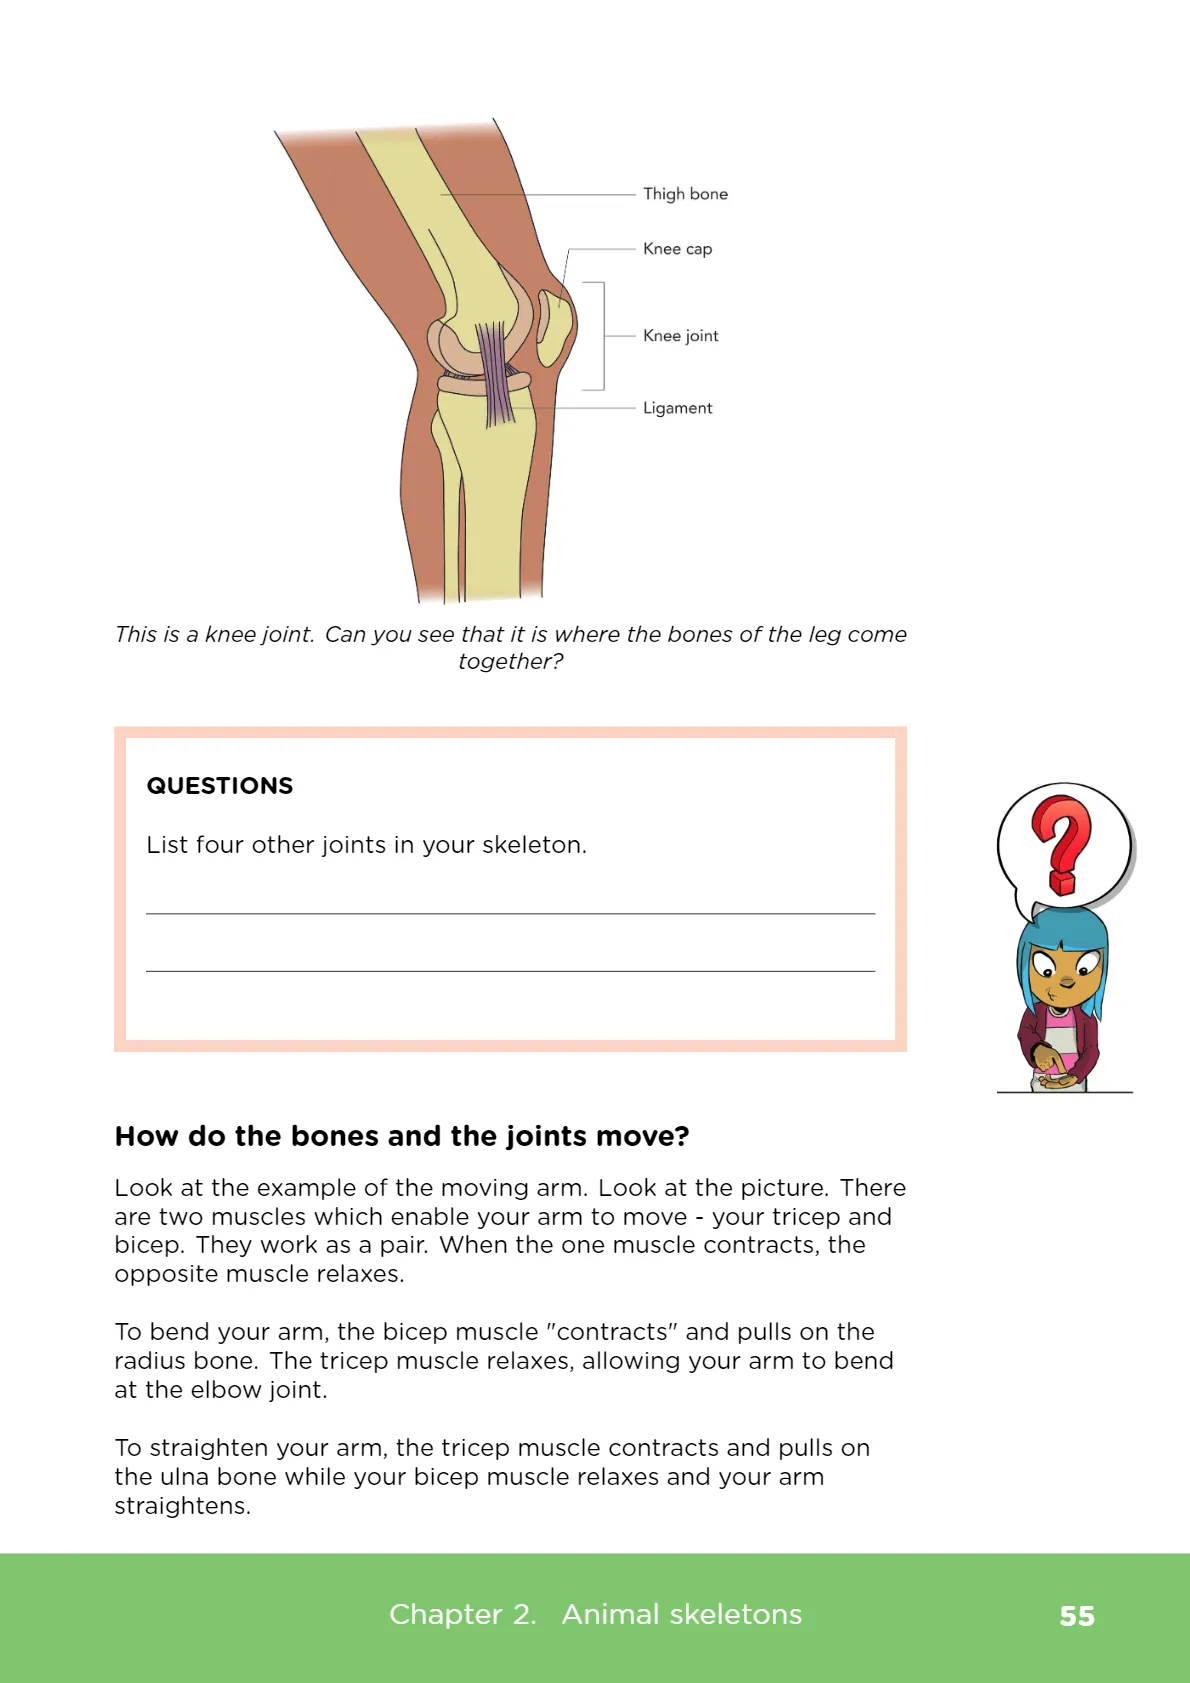 Thigh bone
Knee cap
Knee joint
Ligament
This is a knee joint. Can you see that it is where the bones of the leg come
together?
QUESTIONS
List four other joints in your skeleton.
?
How do the bones and the joints move?
Look at the example of the moving arm. Look at the picture. There
are two muscles which enable your arm to move - your tricep and
bicep. They work as a pair. When the one muscle contracts, the
opposite muscle relaxes.
To bend your arm, the bicep muscle "contracts" and pulls on the
radius bone. The tricep muscle relaxes, allowing your arm to bend
at the elbow joint.
To straighten your arm, the tricep muscle contracts and pulls on
the ulna bone while your bicep muscle relaxes and your arm
straightens.
Chapter 2. Animal skeletons 55